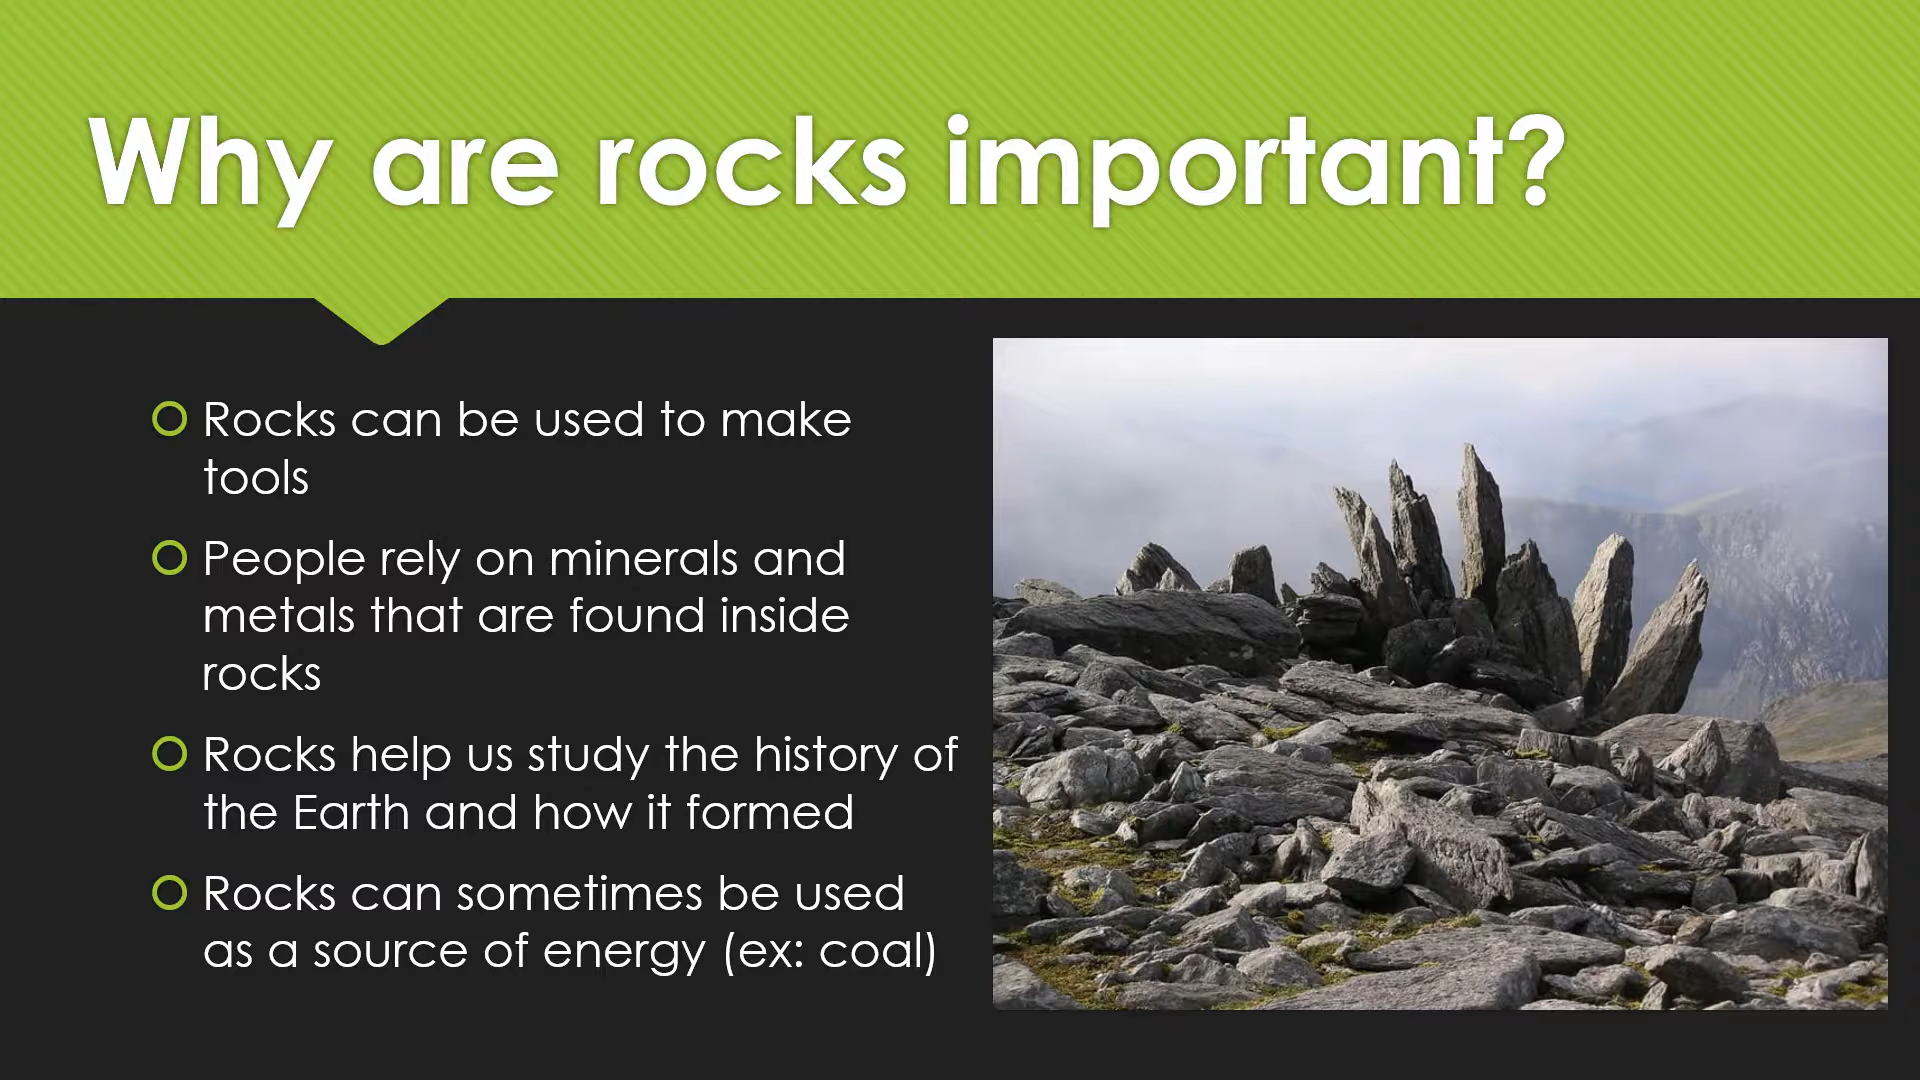 Why are rocks important?
Rocks can be used to make
tools
People rely on minerals and
metals that are found inside
rocks
Rocks help us study the history of
the Earth and how it formed
Rocks can sometimes be used
as a source of energy (ex: coal)